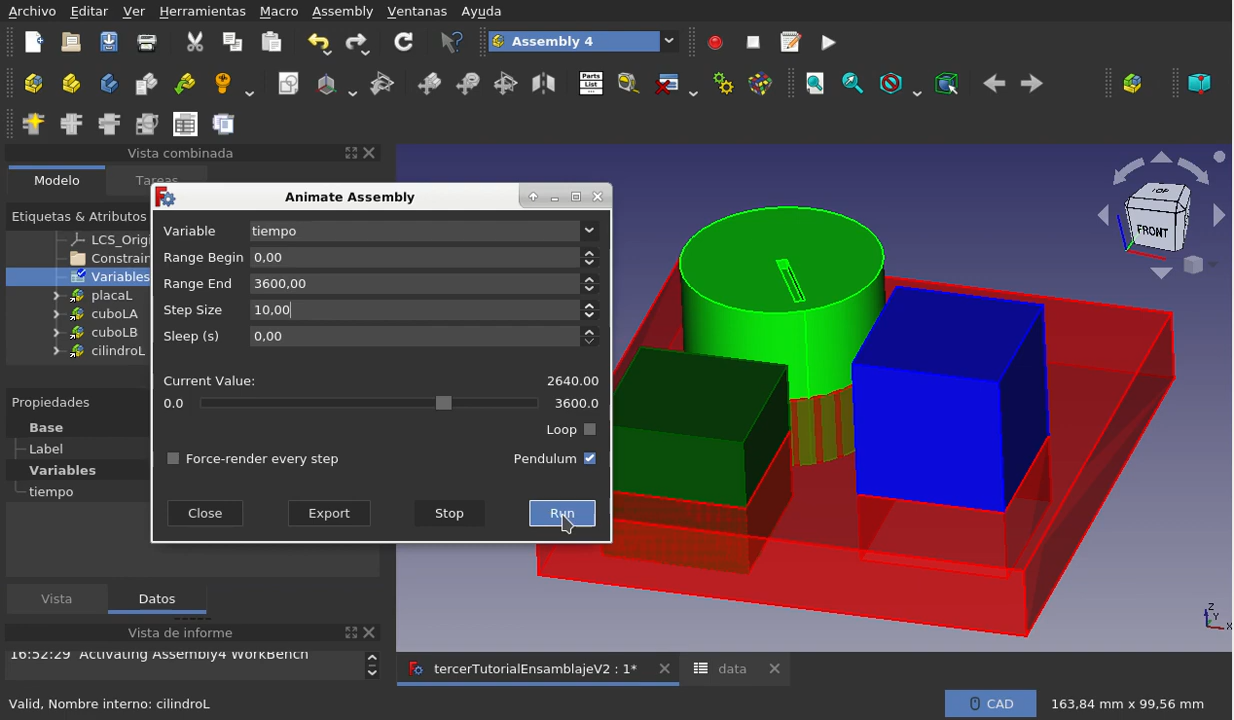 Archivo Editar Ver Herramientas Macro Assembly Ventanas Ayuda
Assembly 4
Parts List
Vista combinada
Modelo Tareas
Etiquetas & Atributos
LCS_Orig
Constrain
Variables
placaL
cuboLA
cuboLB
cilindroL
Propiedades
Base
Label
Variables
tiempo
Vista Datos
Vista de informe
16:52:29 Activating Assembly4 WorkBench
Animate Assembly
Variable tiempo
Range Begin 0,00
Range End 3600,00
Step Size 10,00
Sleep (s) 0,00
Current Value: 2640.00
0.0 3600.0
Loop
Force-render every step Pendulum
Close Export Stop Run
TOP
FRONT
Z
X
tercerTutorialEnsamblajeV2 : 1* data
Valid, Nombre interno: cilindroL CAD 163,84 mm x 99,56 mm